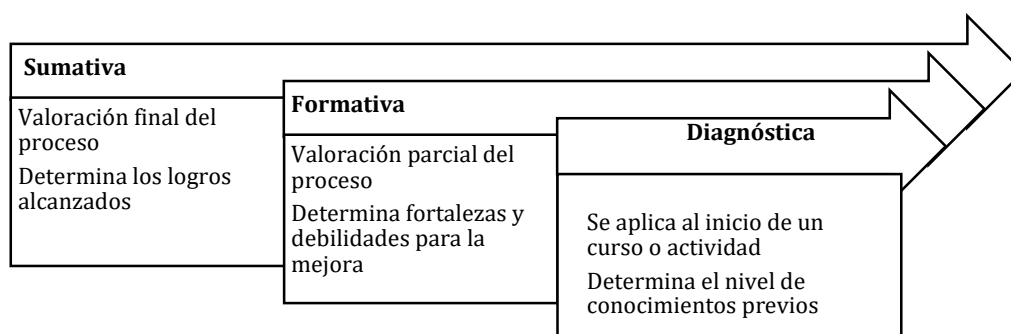 Sumativa
Valoración final del
proceso
Determina los logros
alcanzados
Formativa
Valoración parcial del
proceso
Determina fortalezas y
debilidades para la
mejora
Diagnóstica
Se aplica al inicio de un
curso o actividad
Determina el nivel de
conocimientos previos